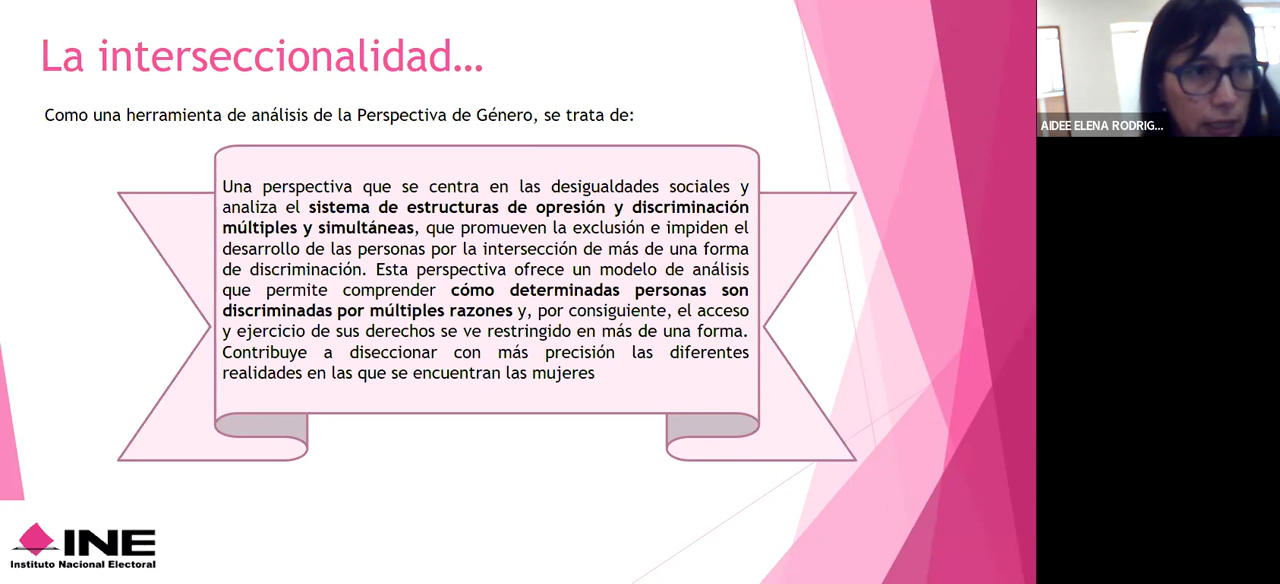 La interseccionalidad...
Como una herramienta de análisis de la Perspectiva de Género, se trata de:
Una perspectiva que se centra en las desigualdades sociales y
analiza el sistema de estructuras de opresión y discriminación
múltiples y simultáneas, que promueven la exclusión e impiden el
desarrollo de las personas por la intersección de más de una forma
de discriminación. Esta perspectiva ofrece un modelo de análisis
que permite comprender cómo determinadas personas son
discriminadas por múltiples razones y, por consiguiente, el acceso
y ejercicio de sus derechos se ve restringido en más de una forma.
Contribuye a diseccionar con más precisión las diferentes
realidades en las que se encuentran las mujeres
INE
Instituto Nacional Electoral
AIDEE ELENA RODRIG...